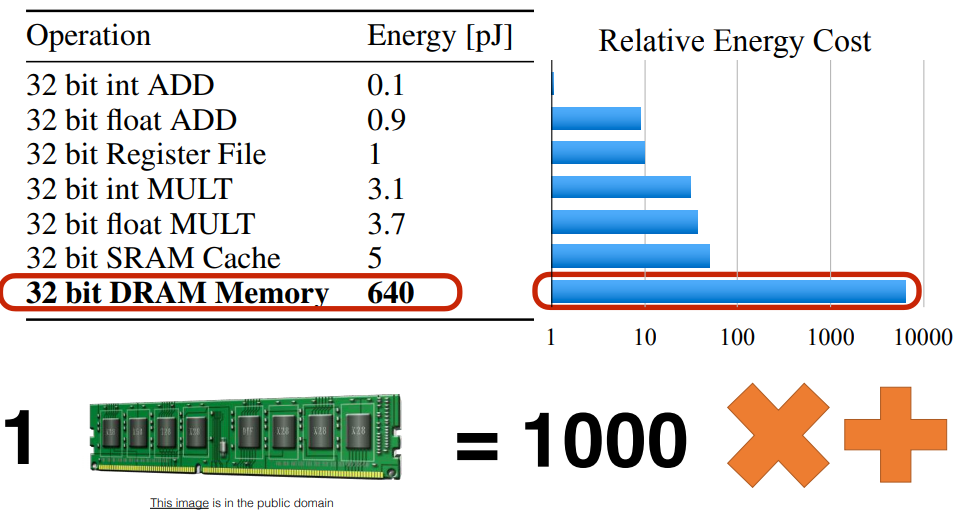 Operation Energy [pJ] Relative Energy Cost
32 bit int ADD 0.1
32 bit float ADD 0.9
32 bit Register File 1
32 bit int MULT 3.1
32 bit float MULT 3.7
32 bit SRAM Cache 5
32 bit DRAM Memory 640
1 10 100 1000 10000
1 = 1000
This image is in the public domain